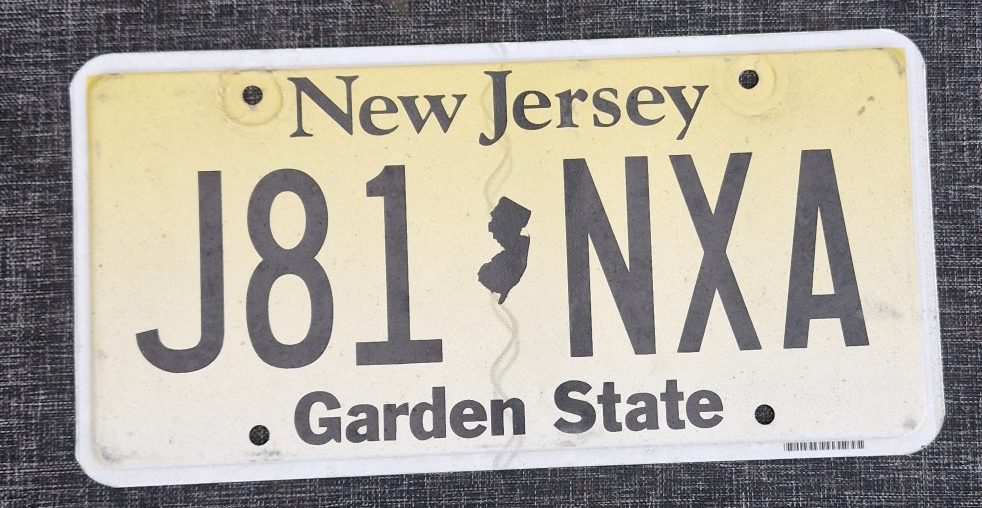 New Jersey
J81 NXA
Garden State